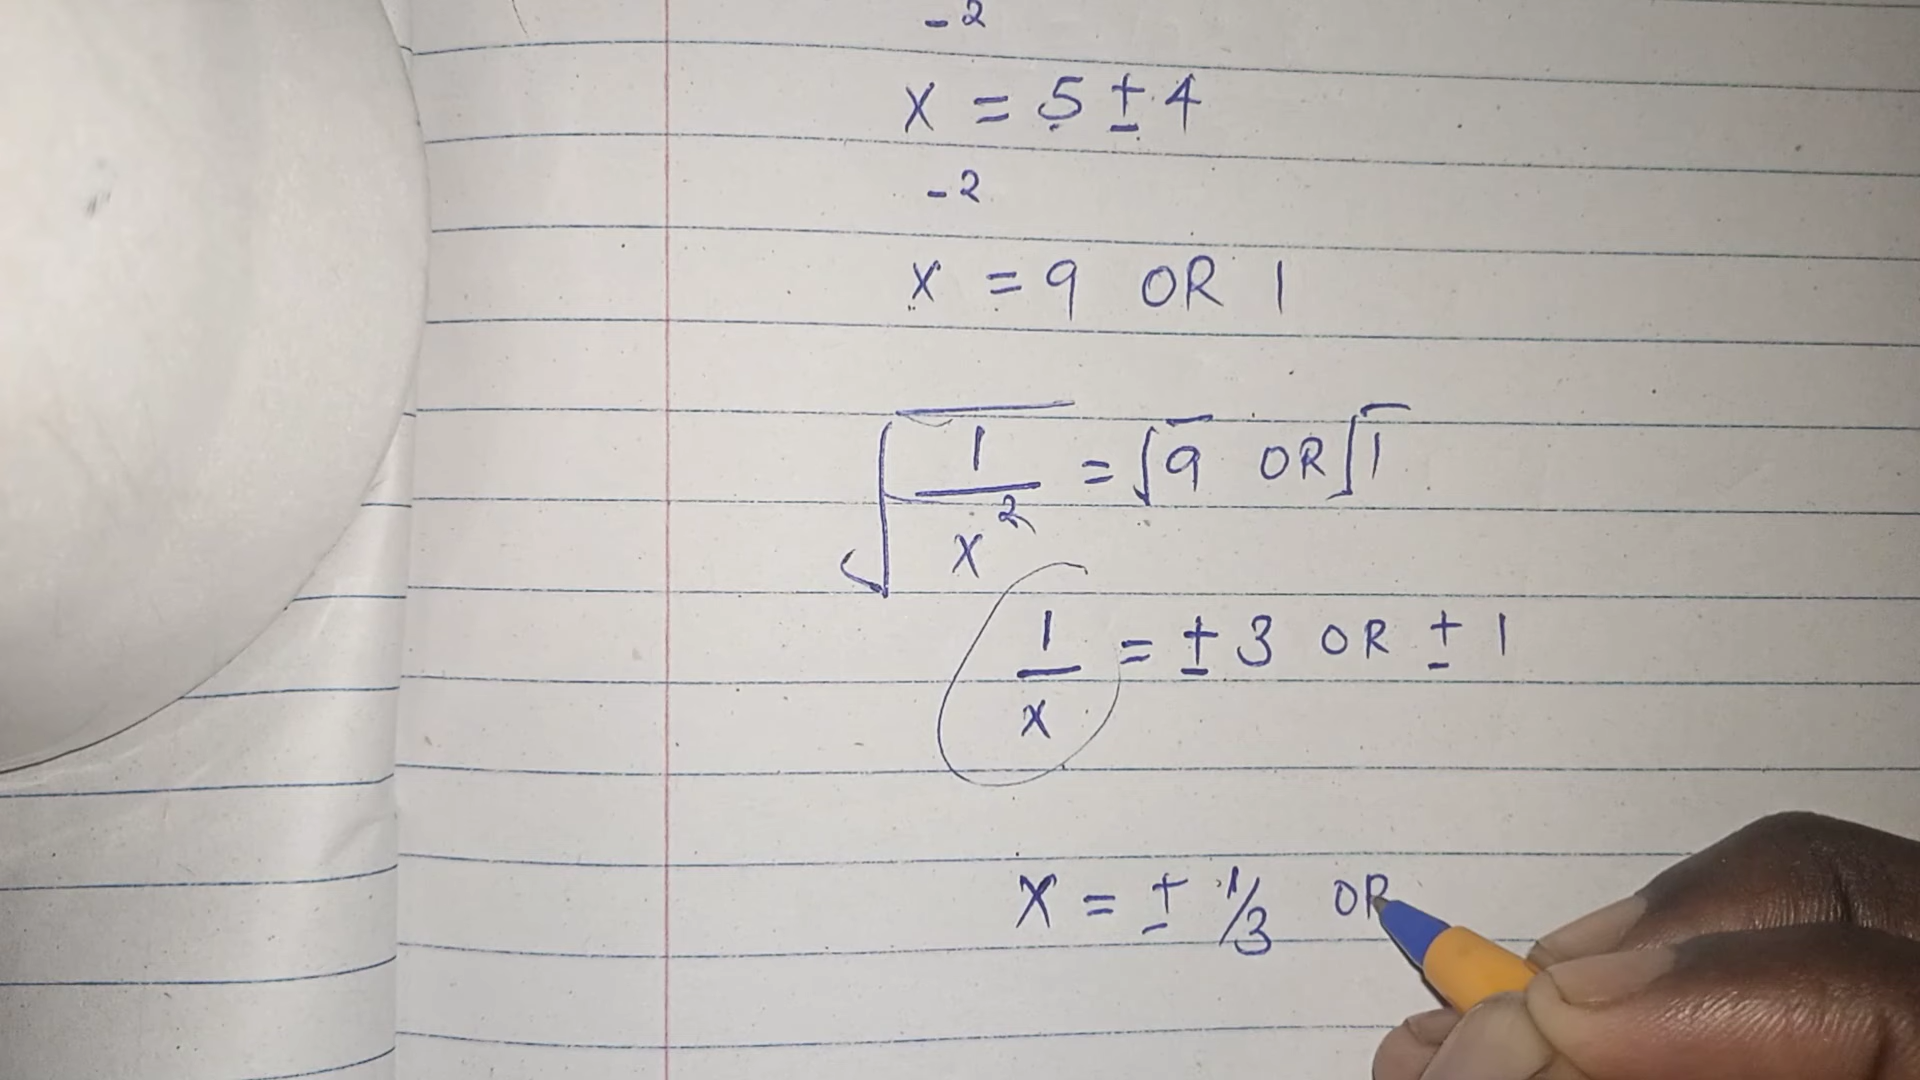 x⁻² = 5 ± 4
x⁻² = 9 OR 1
√(1/x²) = √9 OR √1
1/x = ± 3 OR ± 1
x = ± 1/3 OR